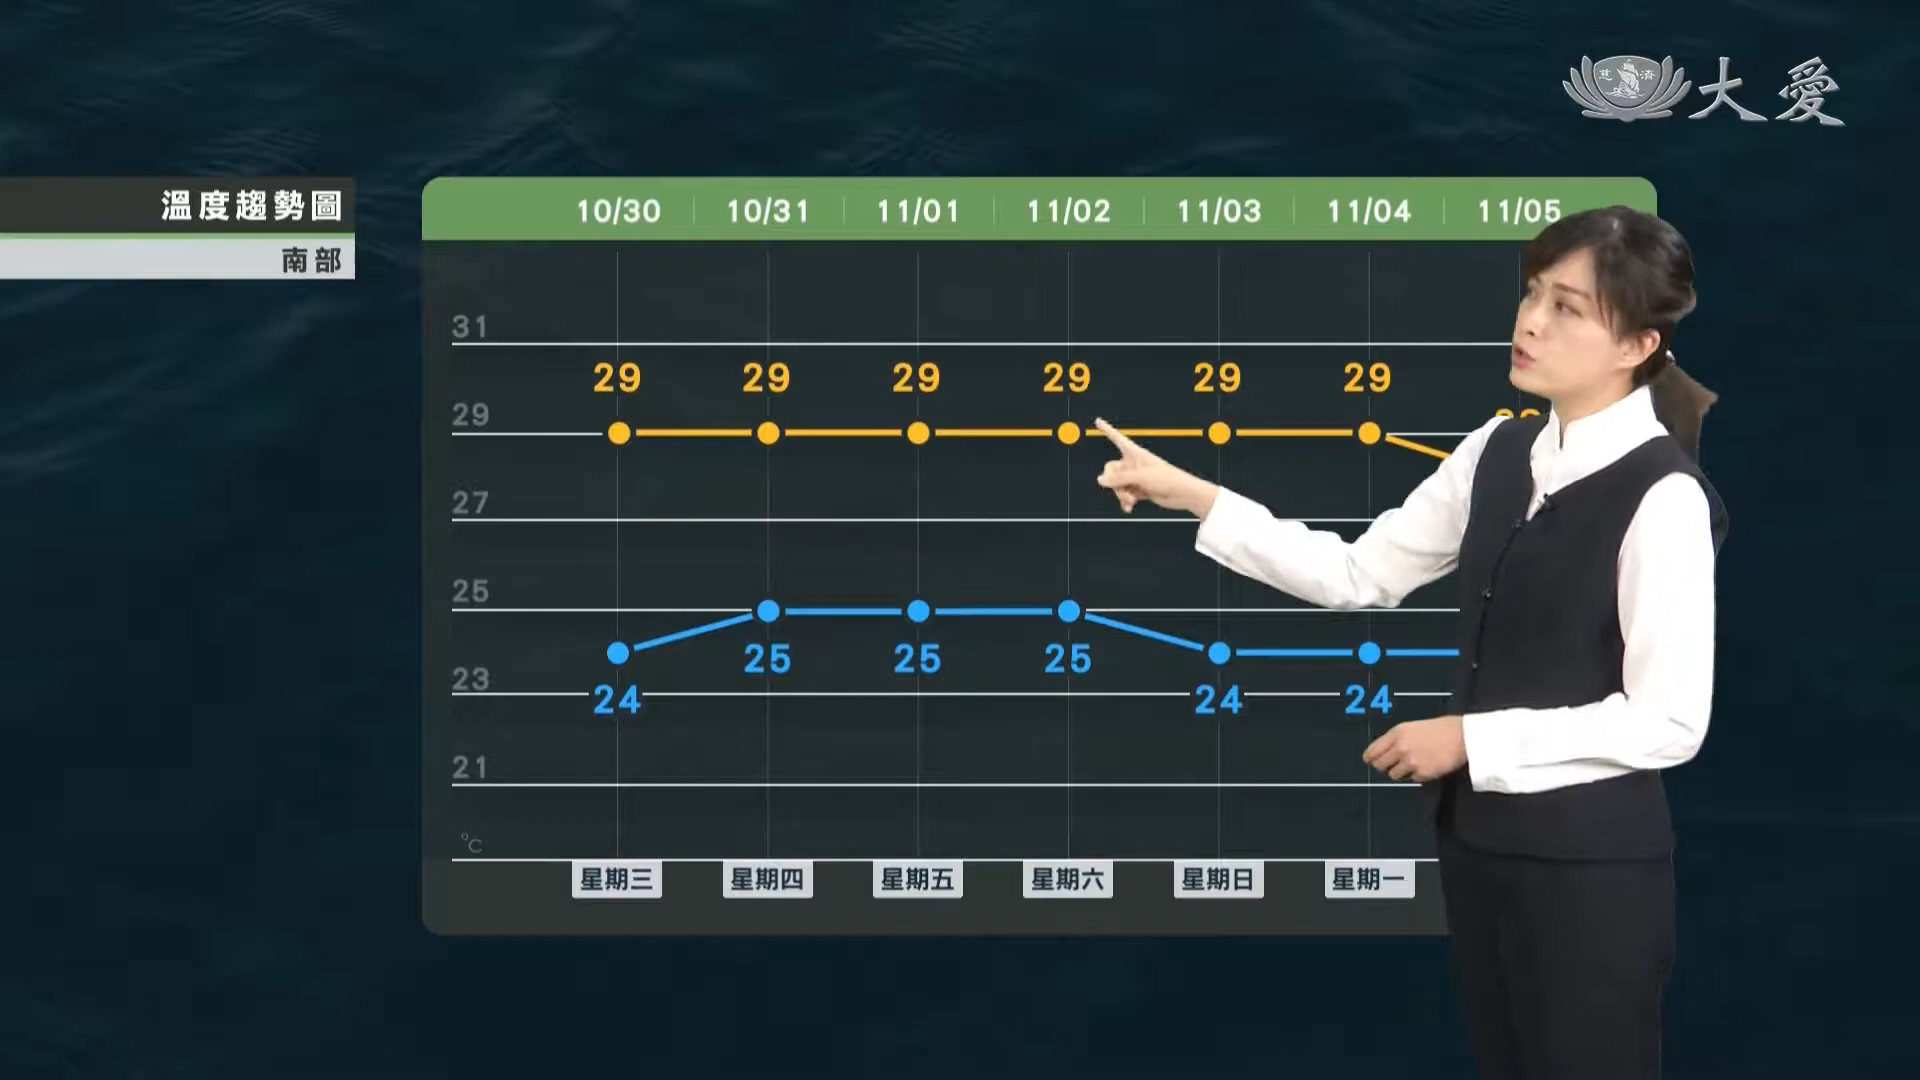 慈 濟
大愛
溫度趨勢圖
南部
10/30 10/31 11/01 11/02 11/03 11/04 11/05
31
29 29 29 29 29 29
29
27
25
25 25 25
23
24 24 24
21
°C
星期三 星期四 星期五 星期六 星期日 星期一